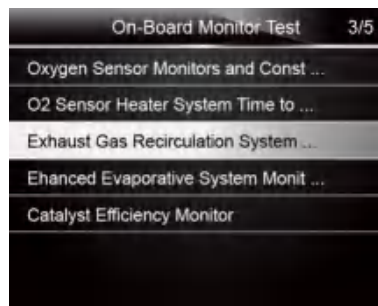 On-Board Monitor Test 3/5
Oxygen Sensor Monitors and Const ...
O2 Sensor Heater System Time to ...
Exhaust Gas Recirculation System ...
Ehanced Evaporative System Monit ...
Catalyst Efficiency Monitor